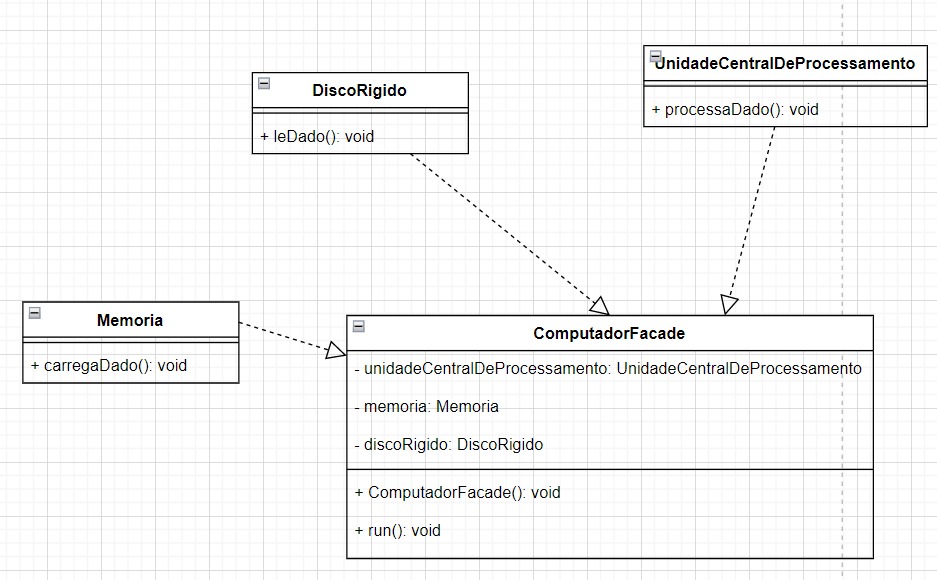 DiscoRigido
+ leDado(): void
UnidadeCentralDeProcessamento
+ processaDado(): void
Memoria
+ carregaDado(): void
ComputadorFacade
- unidadeCentralDeProcessamento: UnidadeCentralDeProcessamento
- memoria: Memoria
- discoRigido: DiscoRigido
+ ComputadorFacade(): void
+ run(): void